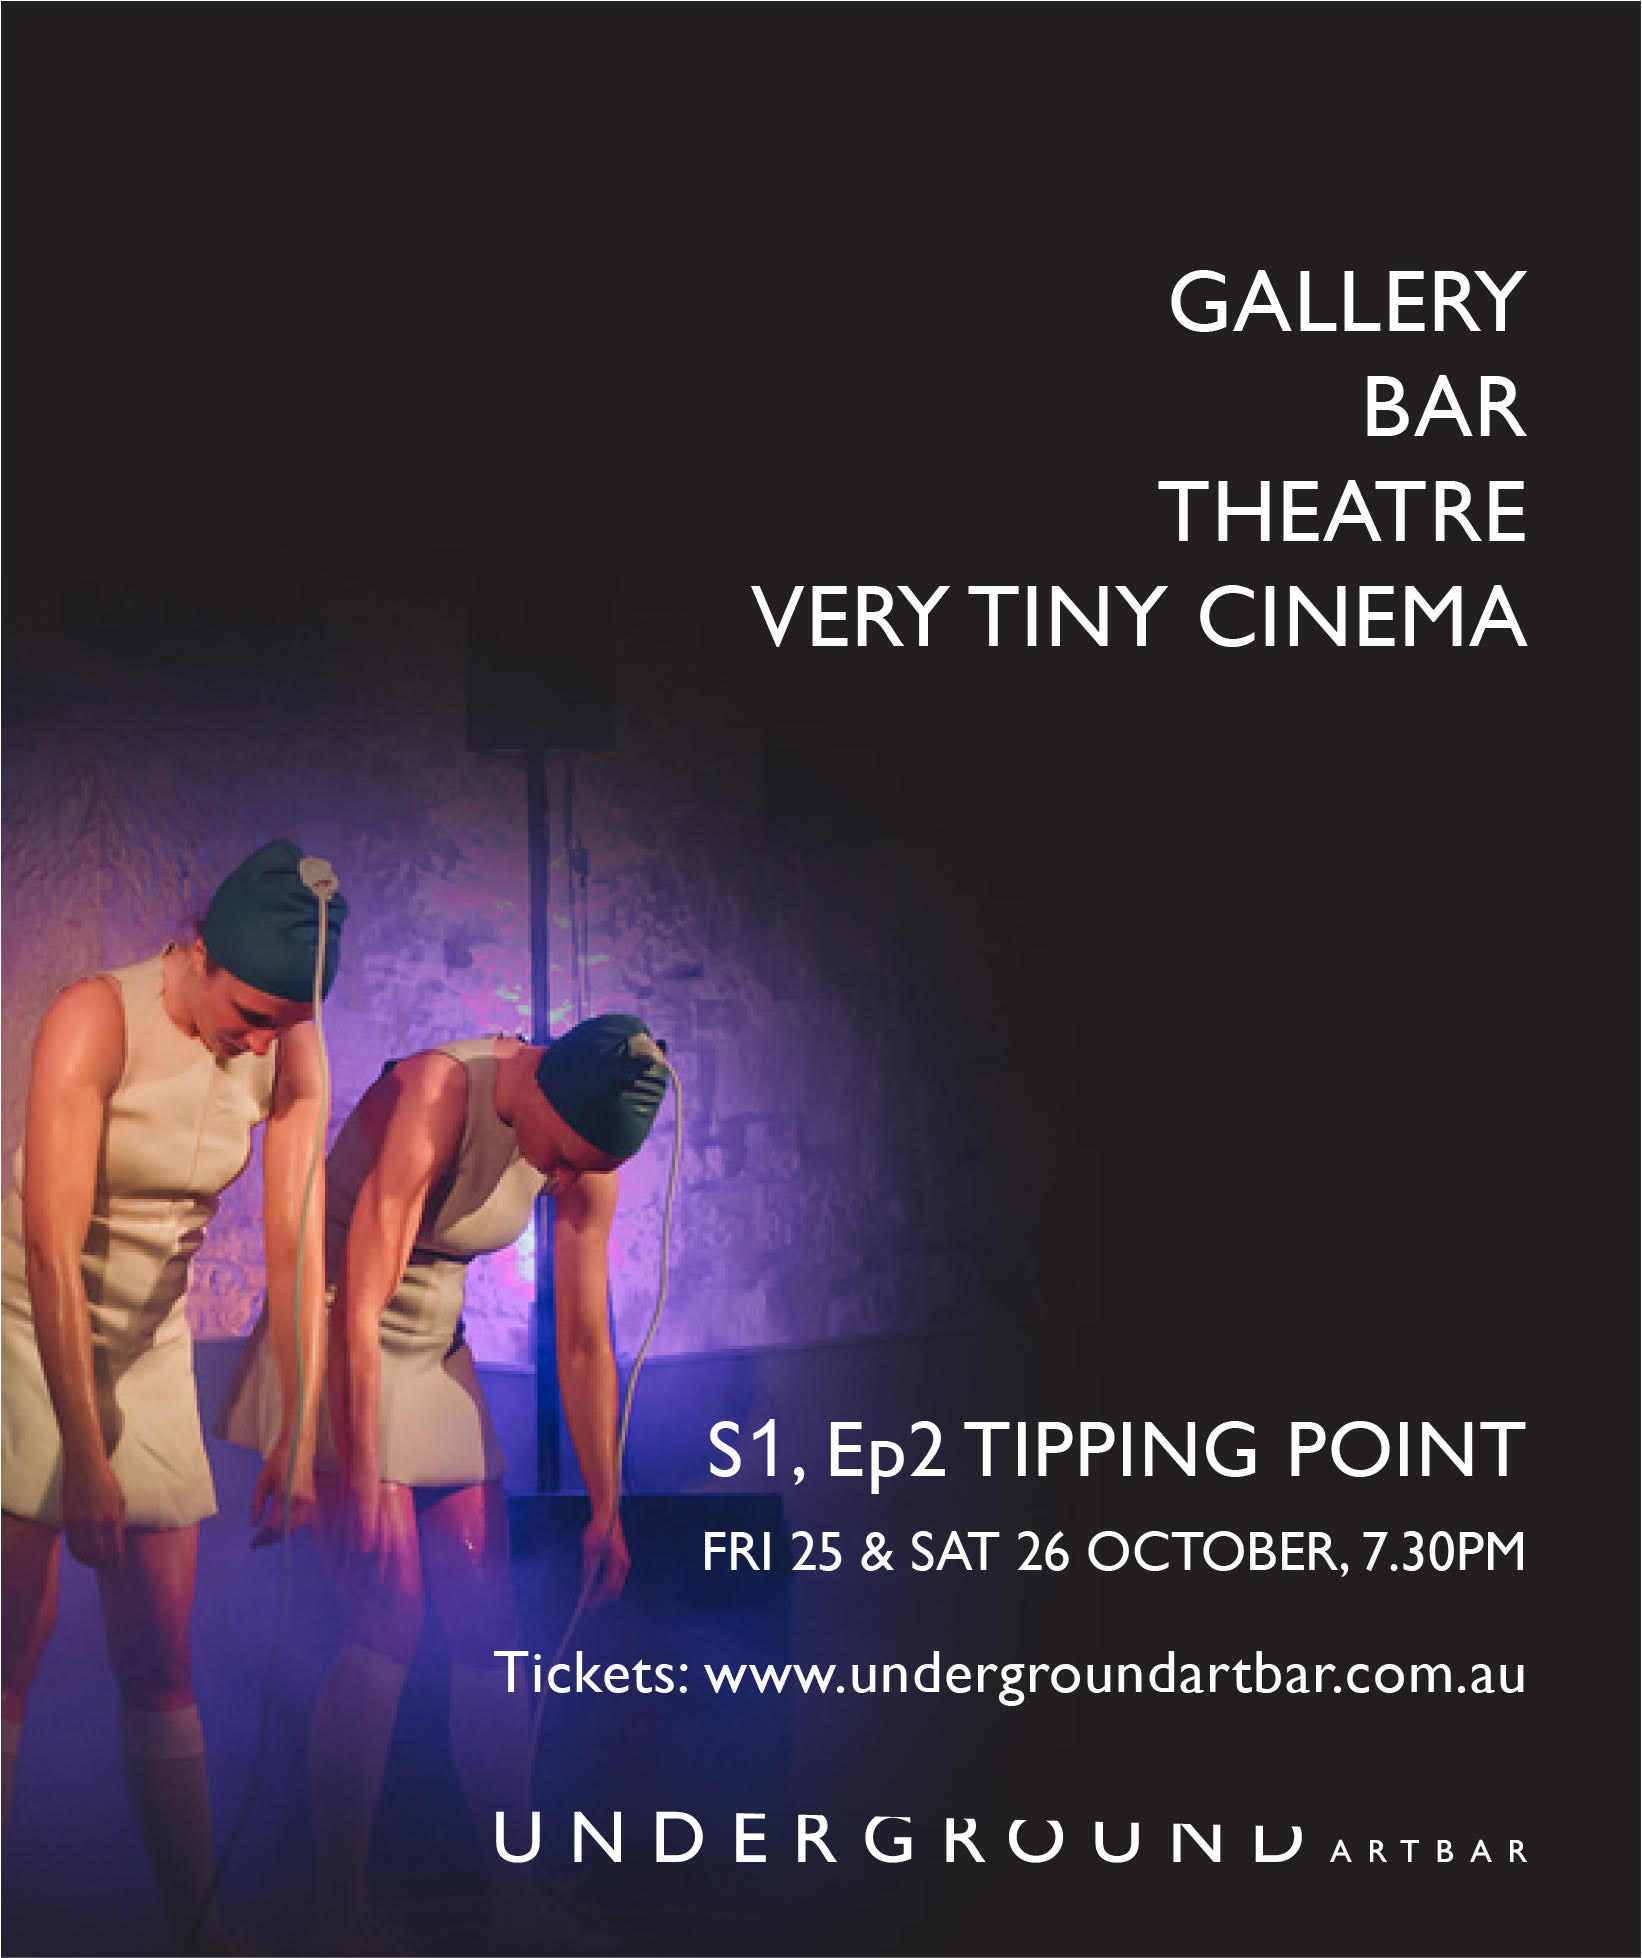 GALLERY
BAR
THEATRE
VERY TINY CINEMA
S1, Ep2 TIPPING POINT
FRI 25 & SAT 26 OCTOBER, 7.30PM
Tickets: www.undergroundartbar.com.au
UNDERGROUND ARTBAR